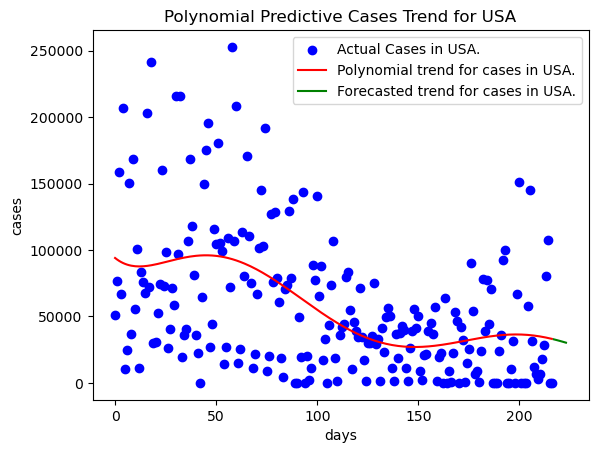 Polynomial Predictive Cases Trend for USA
Actual Cases in USA.
Polynomial trend for cases in USA.
Forecasted trend for cases in USA.
250000
200000
150000
100000
50000
0
cases
0 50 100 150 200
days